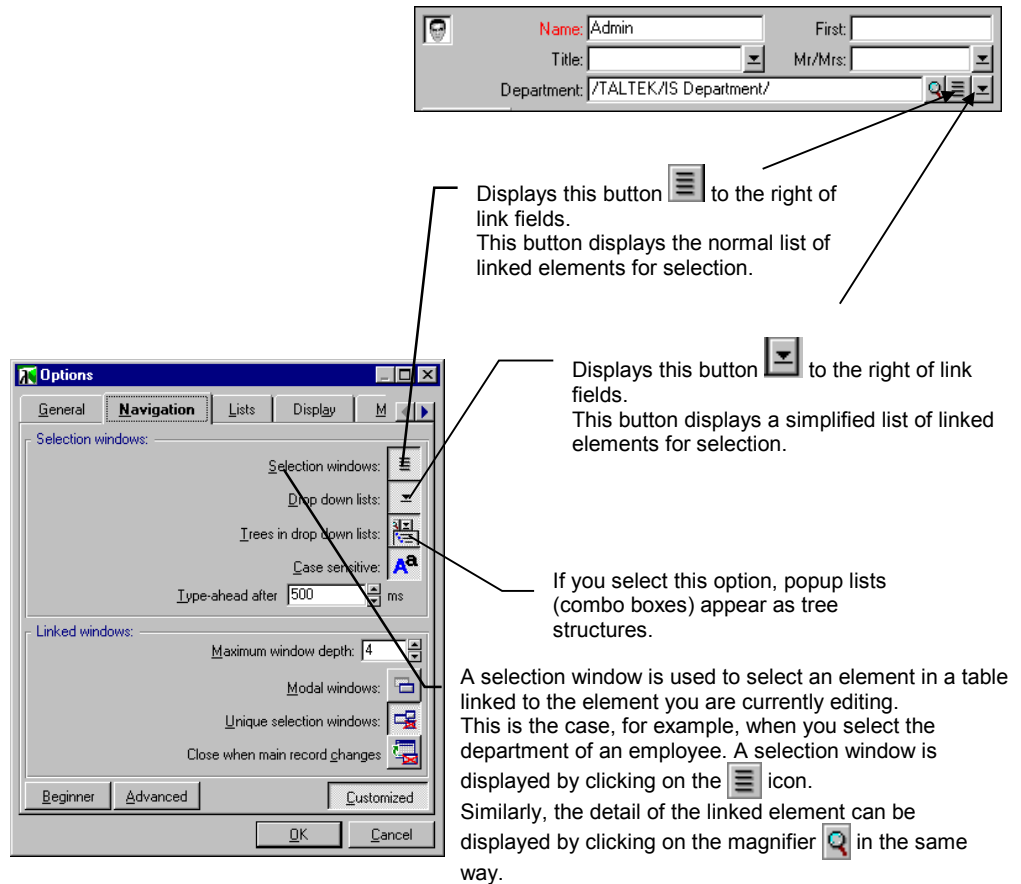 Name: Admin First:
Title: Mr/Mrs:
Department: /TALTEK/IS Department/
Displays this button to the right of
link fields.
This button displays the normal list of
linked elements for selection.
Displays this button to the right of link
fields.
This button displays a simplified list of linked
elements for selection.
Options
General Navigation Lists Display M
Selection windows:
Selection windows:
Drop down lists:
Trees in drop down lists:
Case sensitive: Aa
Type-ahead after 500 ms
If you select this option, popup lists
(combo boxes) appear as tree
structures.
Linked windows:
Maximum window depth: 4
Modal windows:
Unique selection windows:
Close when main record changes
Beginner Advanced Customized
OK Cancel
A selection window is used to select an element in a table
linked to the element you are currently editing.
This is the case, for example, when you select the
department of an employee. A selection window is
displayed by clicking on the icon.
Similarly, the detail of the linked element can be
displayed by clicking on the magnifier in the same
way.